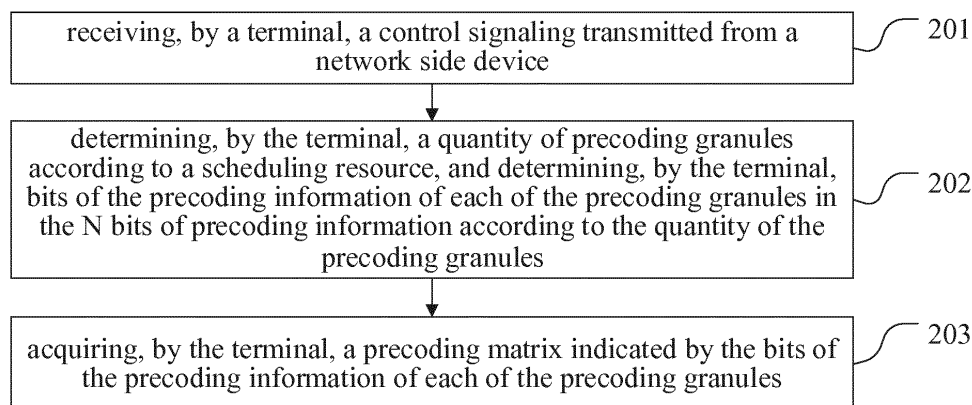 receiving, by a terminal, a control signaling transmitted from a
network side device
201
determining, by the terminal, a quantity of precoding granules
according to a scheduling resource, and determining, by the terminal,
bits of the precoding information of each of the precoding granules in
the N bits of precoding information according to the quantity of the
precoding granules
202
acquiring, by the terminal, a precoding matrix indicated by the bits of
the precoding information of each of the precoding granules
203